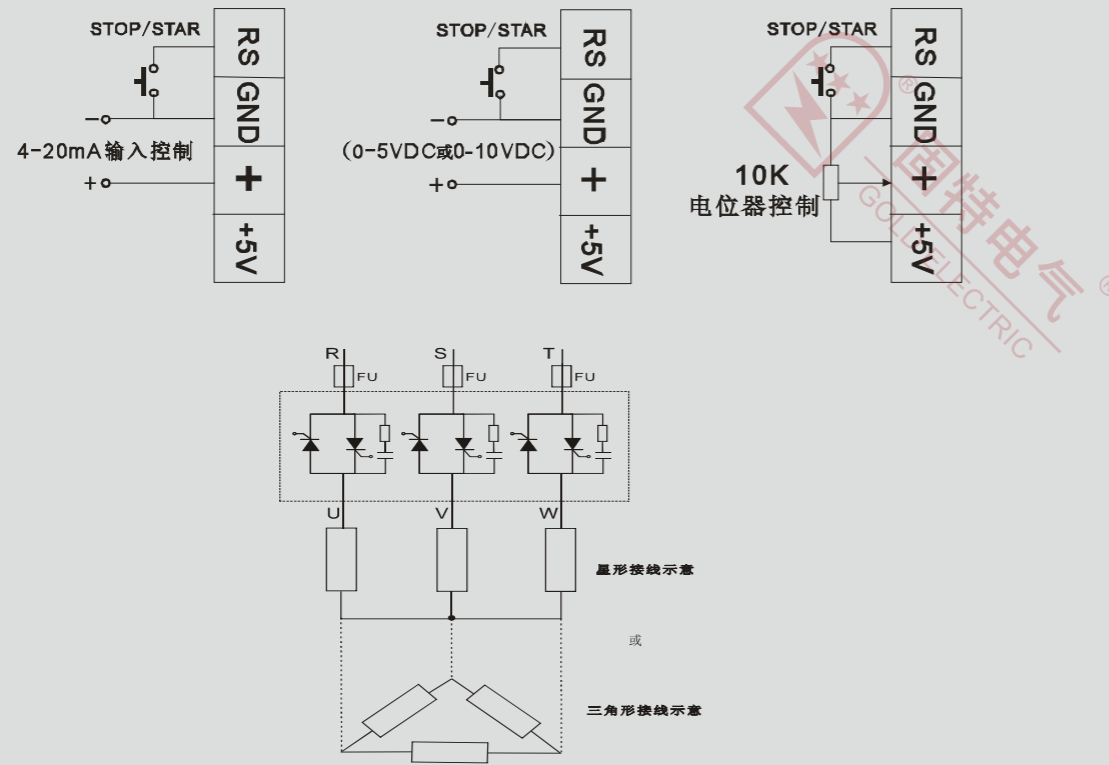 STOP/STAR
RS
GND
+
+5V
−
4-20mA输入控制
+
STOP/STAR
RS
GND
+
+5V
−
(0-5VDC或0-10VDC)
+
STOP/STAR
RS
GND
+
+5V
10K
电位器控制
®
固特电气
®
GOLD ELECTRIC
R
S
T
FU
FU
FU
U
V
W
星形接线示意
或
三角形接线示意